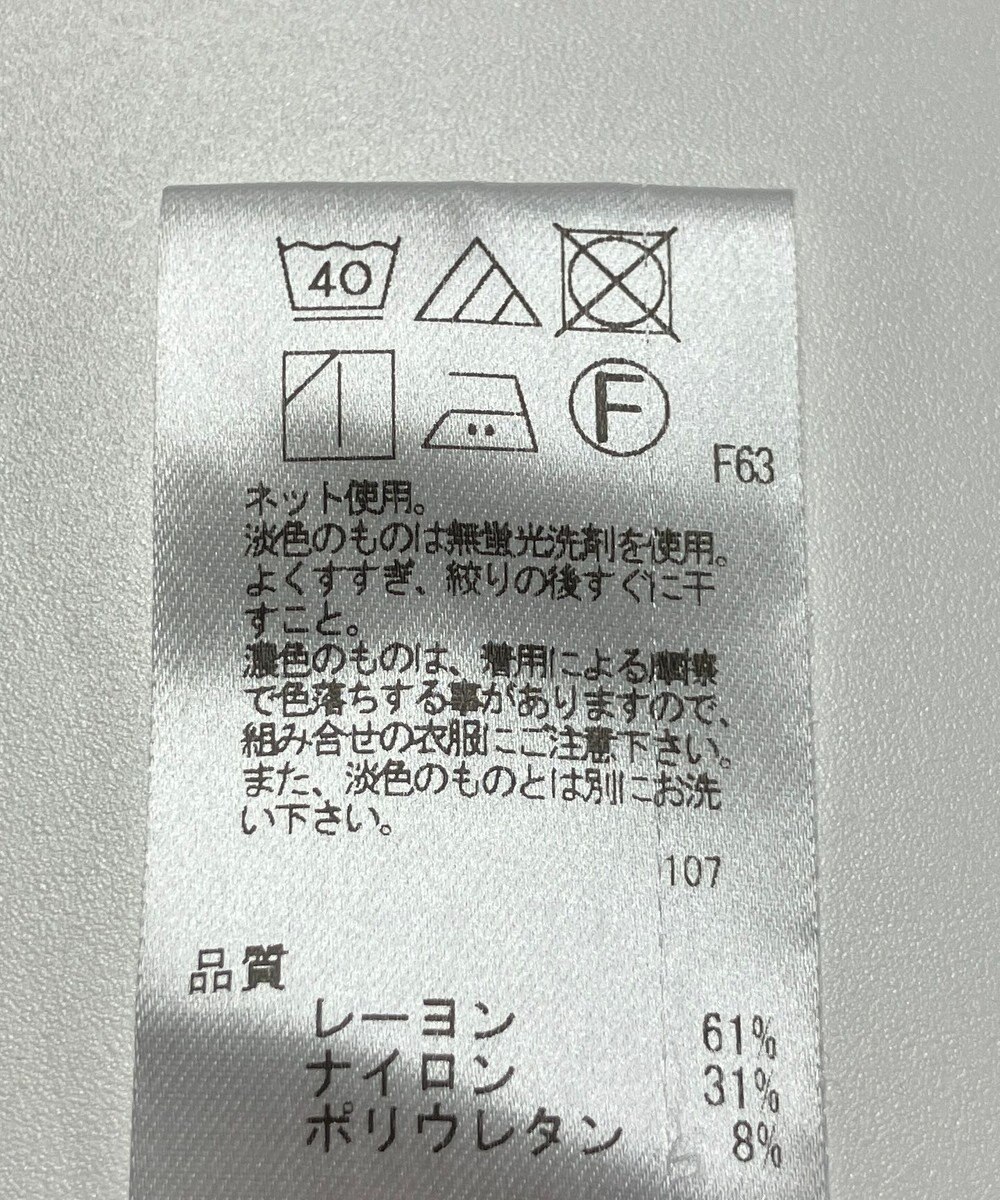 40
F
F63
ネット使用。
淡色のものは無蛍光洗剤を使用。
よくすすぎ、絞りの後すぐに干
すこと。
濃色のものは、着用による摩擦
で色落ちする事がありますので、
組み合せの衣服にご注意下さい。
また、淡色のものとは別にお洗
い下さい。
107
品質
レーヨン 61%
ナイロン 31%
ポリウレタン 8%